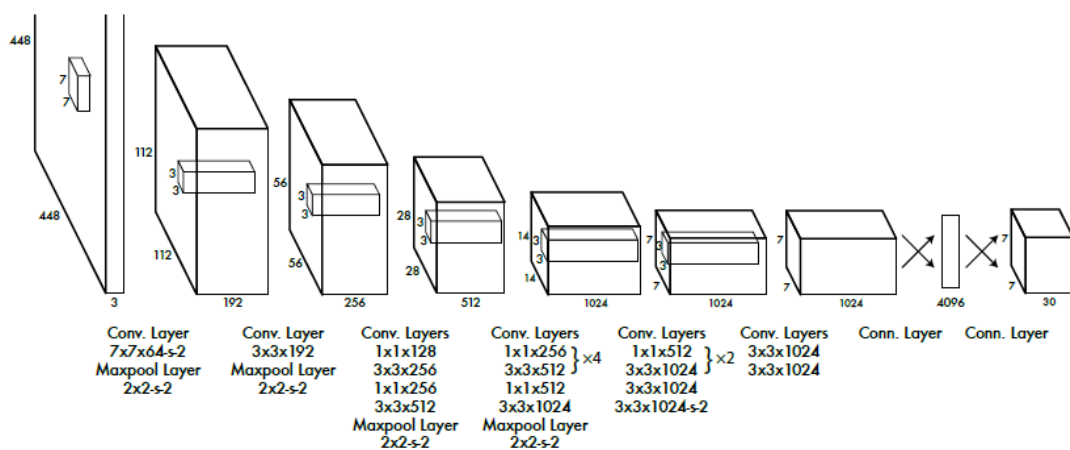 448
7
7
448
3
112
3
3
112
192
56
3
3
56
256
28
3
3
28
512
14
3
3
14
1024
7
3
3
7
1024
7
7
1024
4096
7
7
30
Conv. Layer
7x7x64-s-2
Maxpool Layer
2x2-s-2
Conv. Layer
3x3x192
Maxpool Layer
2x2-s-2
Conv. Layers
1x1x128
3x3x256
1x1x256
3x3x512
Maxpool Layer
2x2-s-2
Conv. Layers
1x1x256
3x3x512 }×4
1x1x512
3x3x1024
Maxpool Layer
2x2-s-2
Conv. Layers
1x1x512
3x3x1024 }×2
3x3x1024
3x3x1024-s-2
Conv. Layers
3x3x1024
3x3x1024
Conn. Layer
Conn. Layer